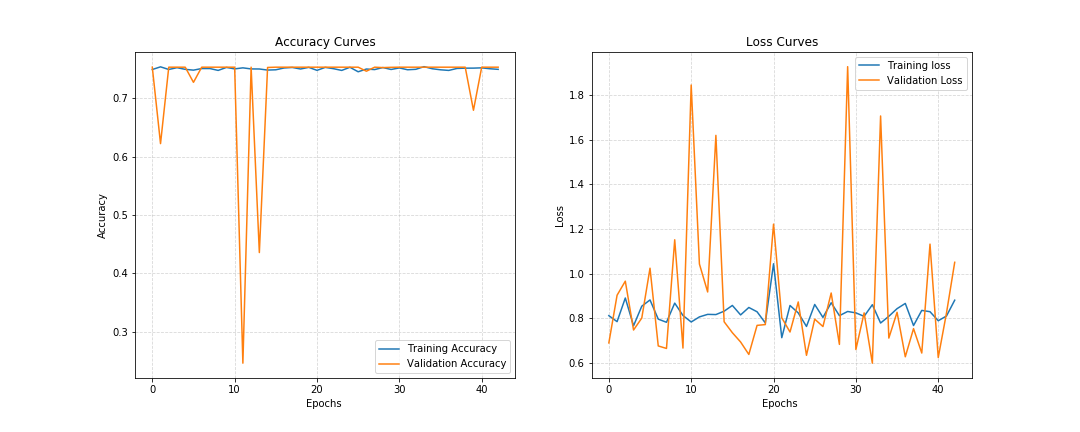 Accuracy Curves
Accuracy
0.7
0.6
0.5
0.4
0.3
Training Accuracy
Validation Accuracy
0 10 20 30 40
Epochs
Loss Curves
Loss
1.8
1.6
1.4
1.2
1.0
0.8
0.6
Training loss
Validation Loss
0 10 20 30 40
Epochs